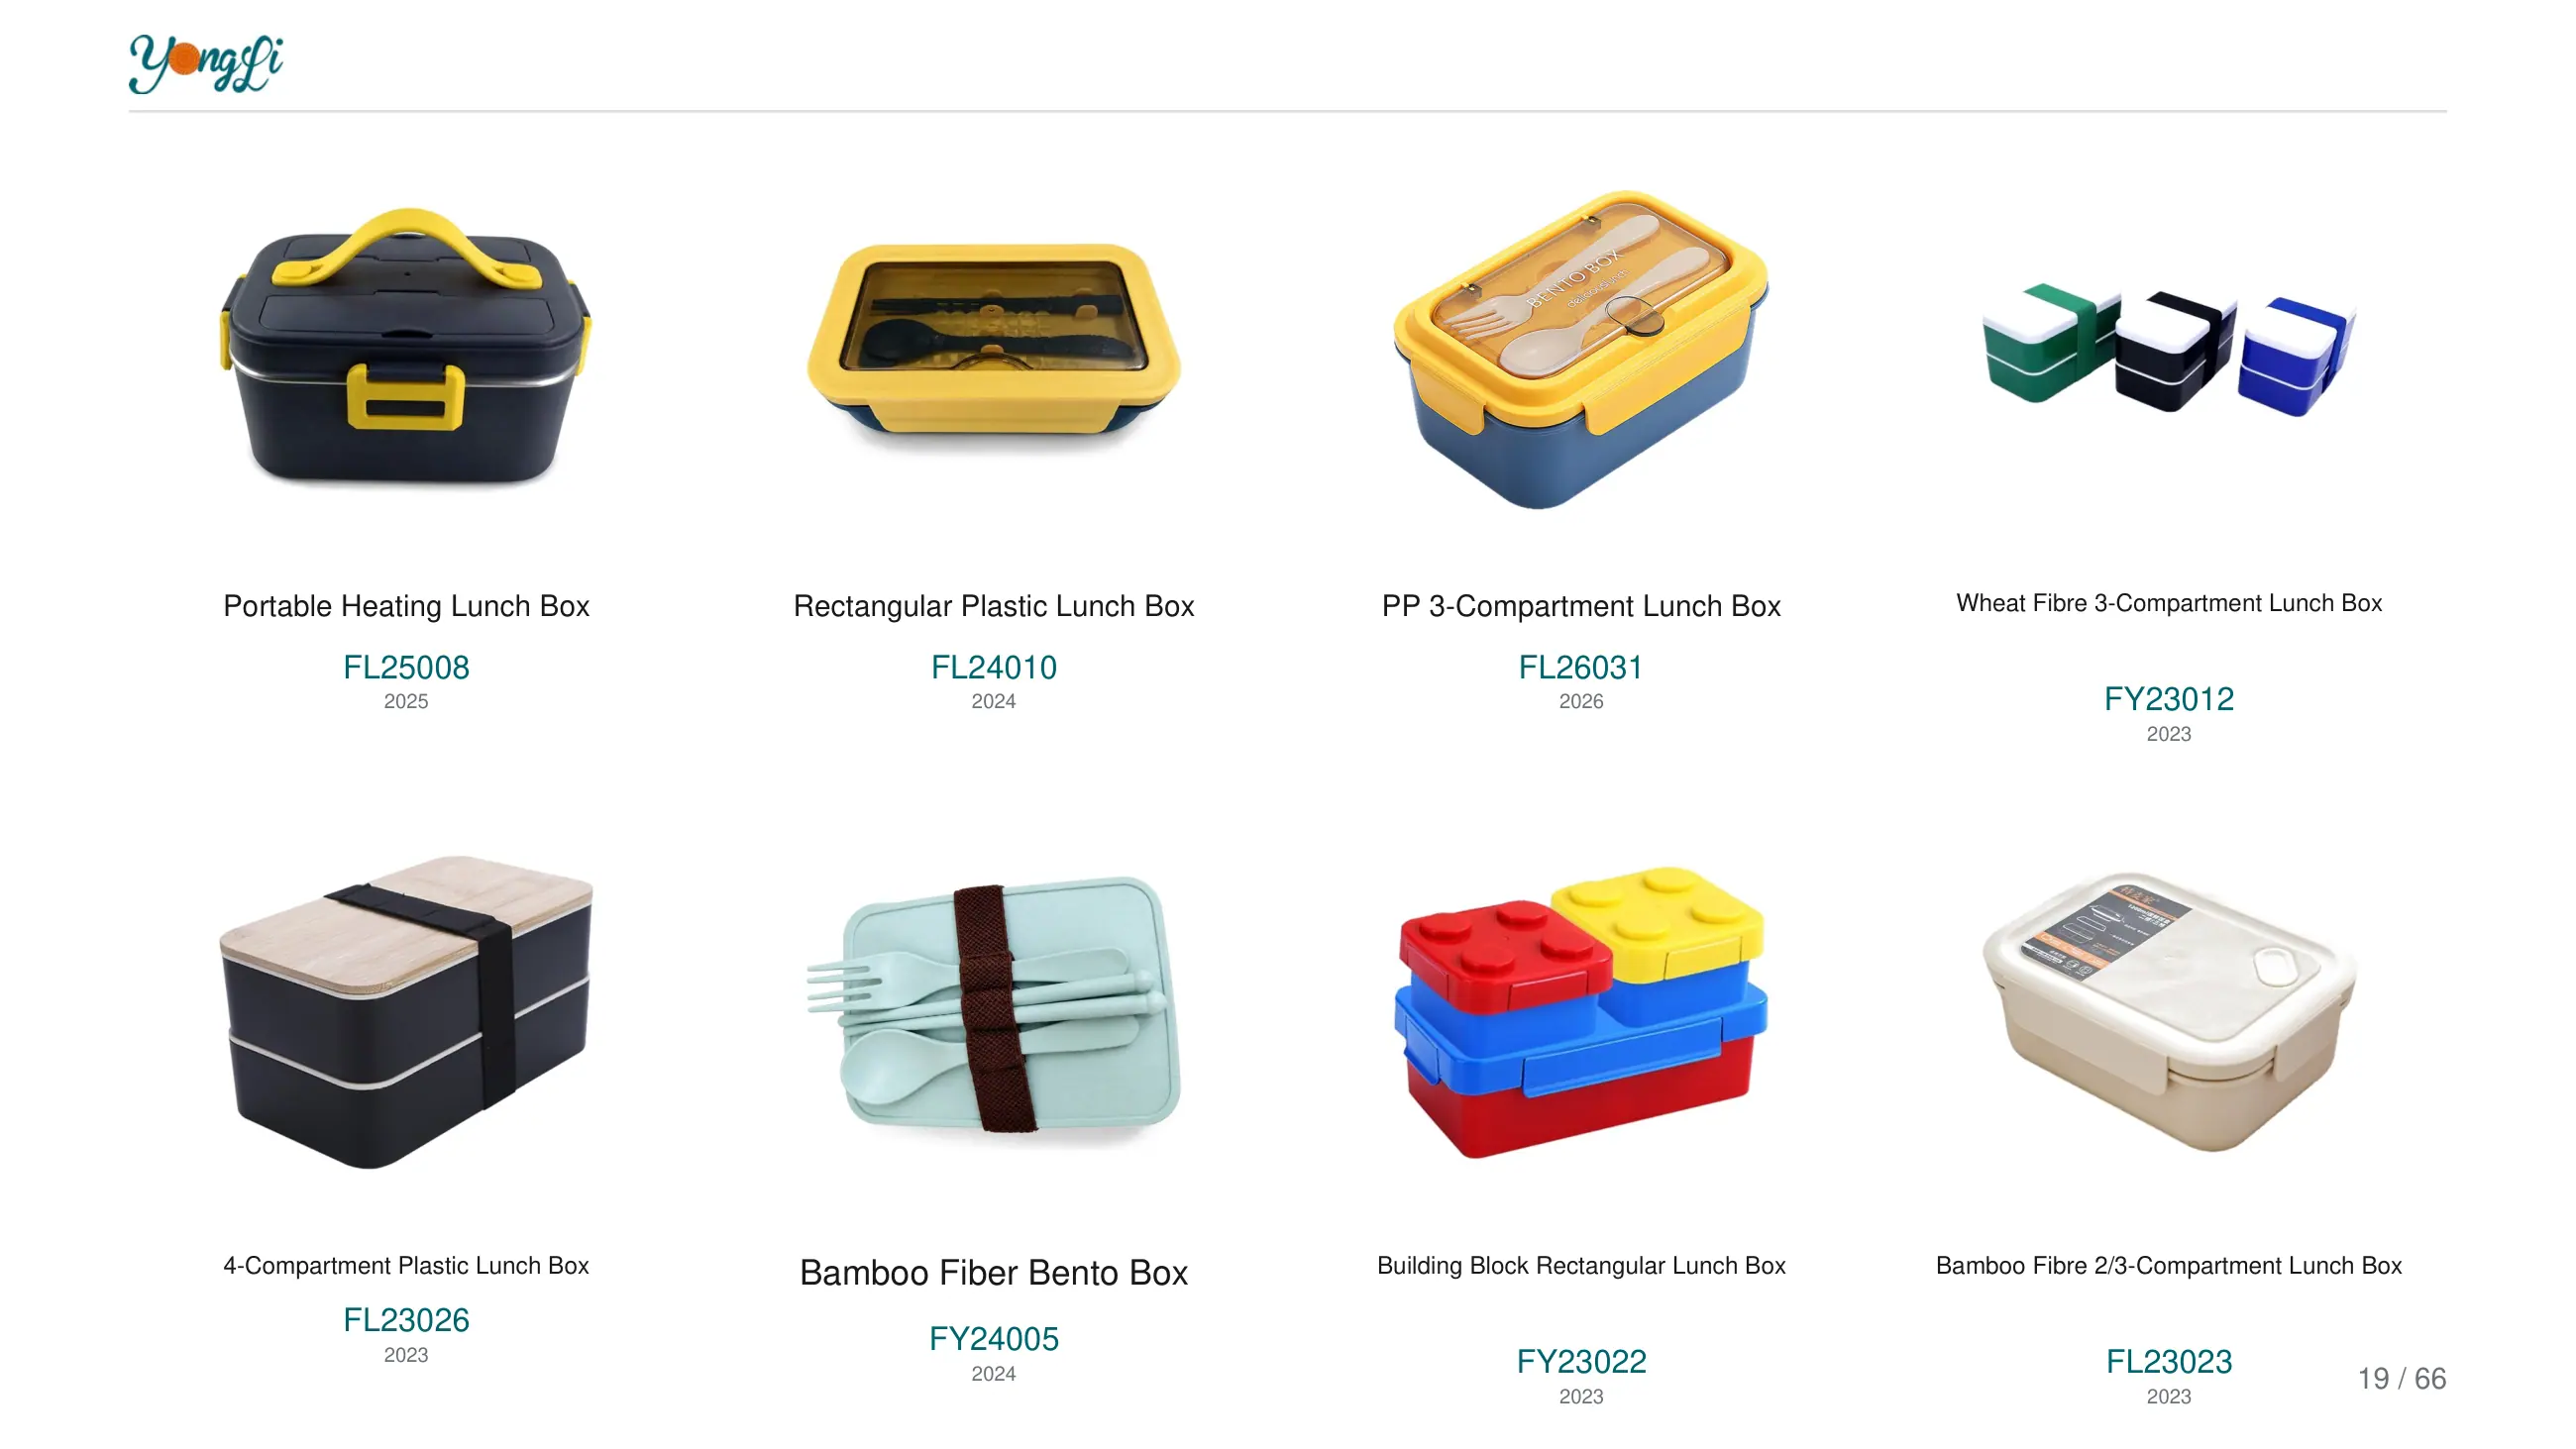 YongLi
BENTO BOX
Portable Heating Lunch Box
FL25008
2025
Rectangular Plastic Lunch Box
FL24010
2024
PP 3-Compartment Lunch Box
FL26031
2026
Wheat Fibre 3-Compartment Lunch Box
FY23012
2023
4-Compartment Plastic Lunch Box
FL23026
2023
Bamboo Fiber Bento Box
FY24005
2024
Building Block Rectangular Lunch Box
FY23022
2023
Bamboo Fibre 2/3-Compartment Lunch Box
FL23023
2023
19 / 66